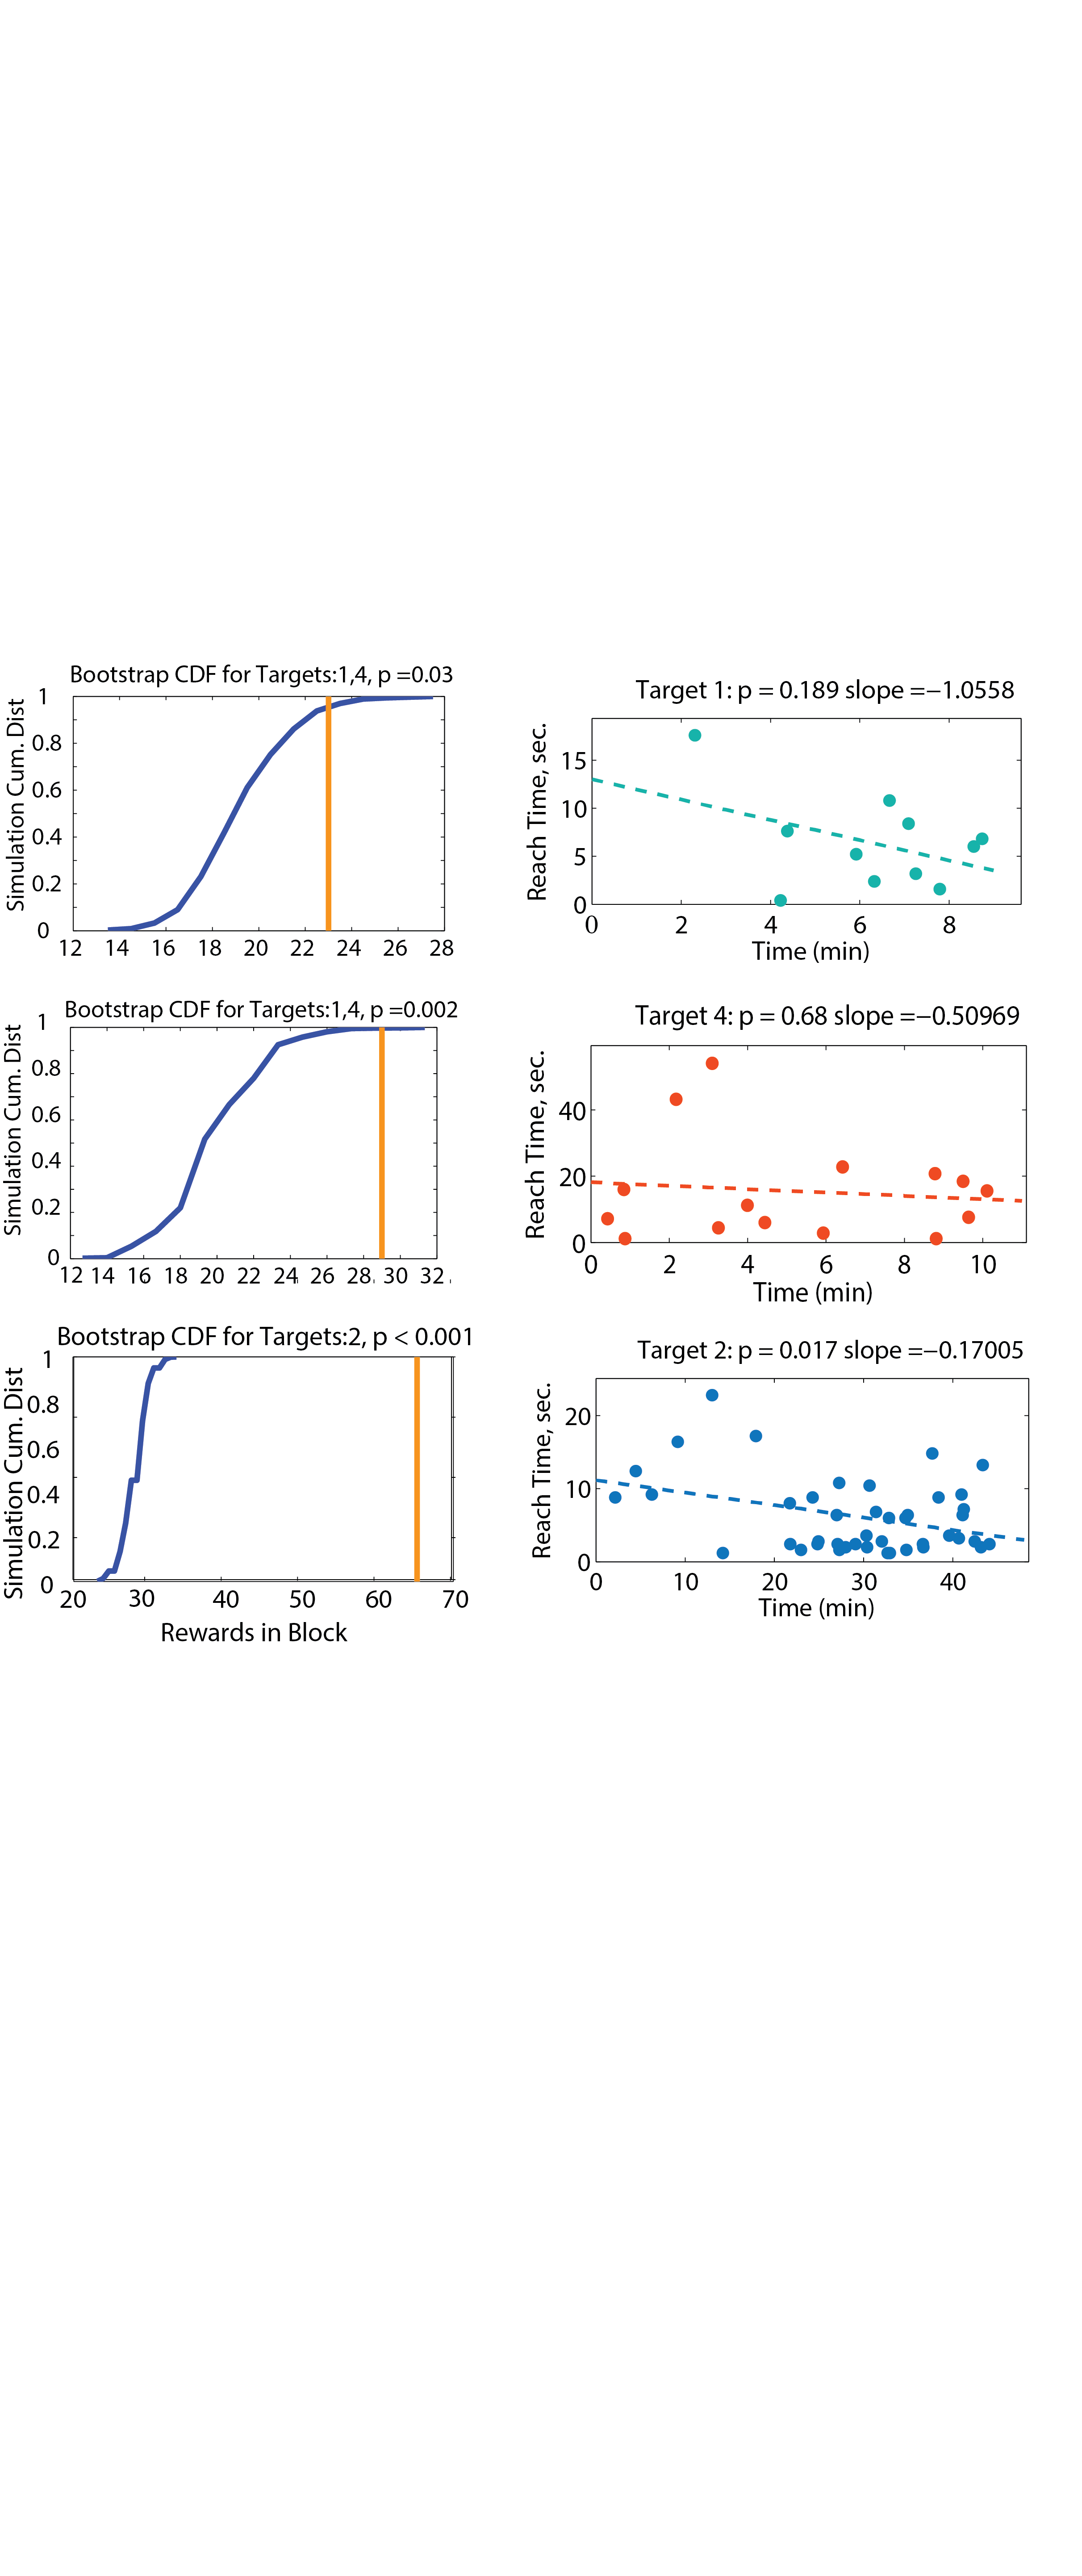 Bootstrap CDF for Targets:1,4, p =0.03
Simulation Cum. Dist
1
0.8
0.6
0.4
0.2
0
12 14 16 18 20 22 24 26 28
Target 1: p = 0.189 slope =−1.0558
Reach Time, sec.
15
10
5
0
0 2 4 6 8
Time (min)
Bootstrap CDF for Targets:1,4, p =0.002
Simulation Cum. Dist
1
0.8
0.6
0.4
0.2
0
12 14 16 18 20 22 24 26 28 30 32
Target 4: p = 0.68 slope =−0.50969
Reach Time, sec.
40
20
0
0 2 4 6 8 10
Time (min)
Bootstrap CDF for Targets:2, p < 0.001
Simulation Cum. Dist
1
0.8
0.6
0.4
0.2
0
20 30 40 50 60 70
Rewards in Block
Target 2: p = 0.017 slope =−0.17005
Reach Time, sec.
20
10
0
0 10 20 30 40
Time (min)